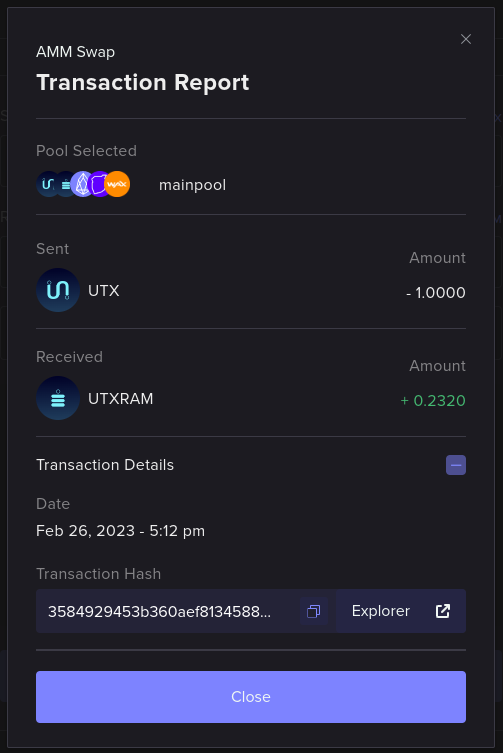 AMM Swap
Transaction Report
Pool Selected
mainpool
Sent
Amount
UTX
- 1.0000
Received
Amount
UTXRAM
+ 0.2320
Transaction Details
Date
Feb 26, 2023 - 5:12 pm
Transaction Hash
3584929453b360aef8134588...
Explorer
Close